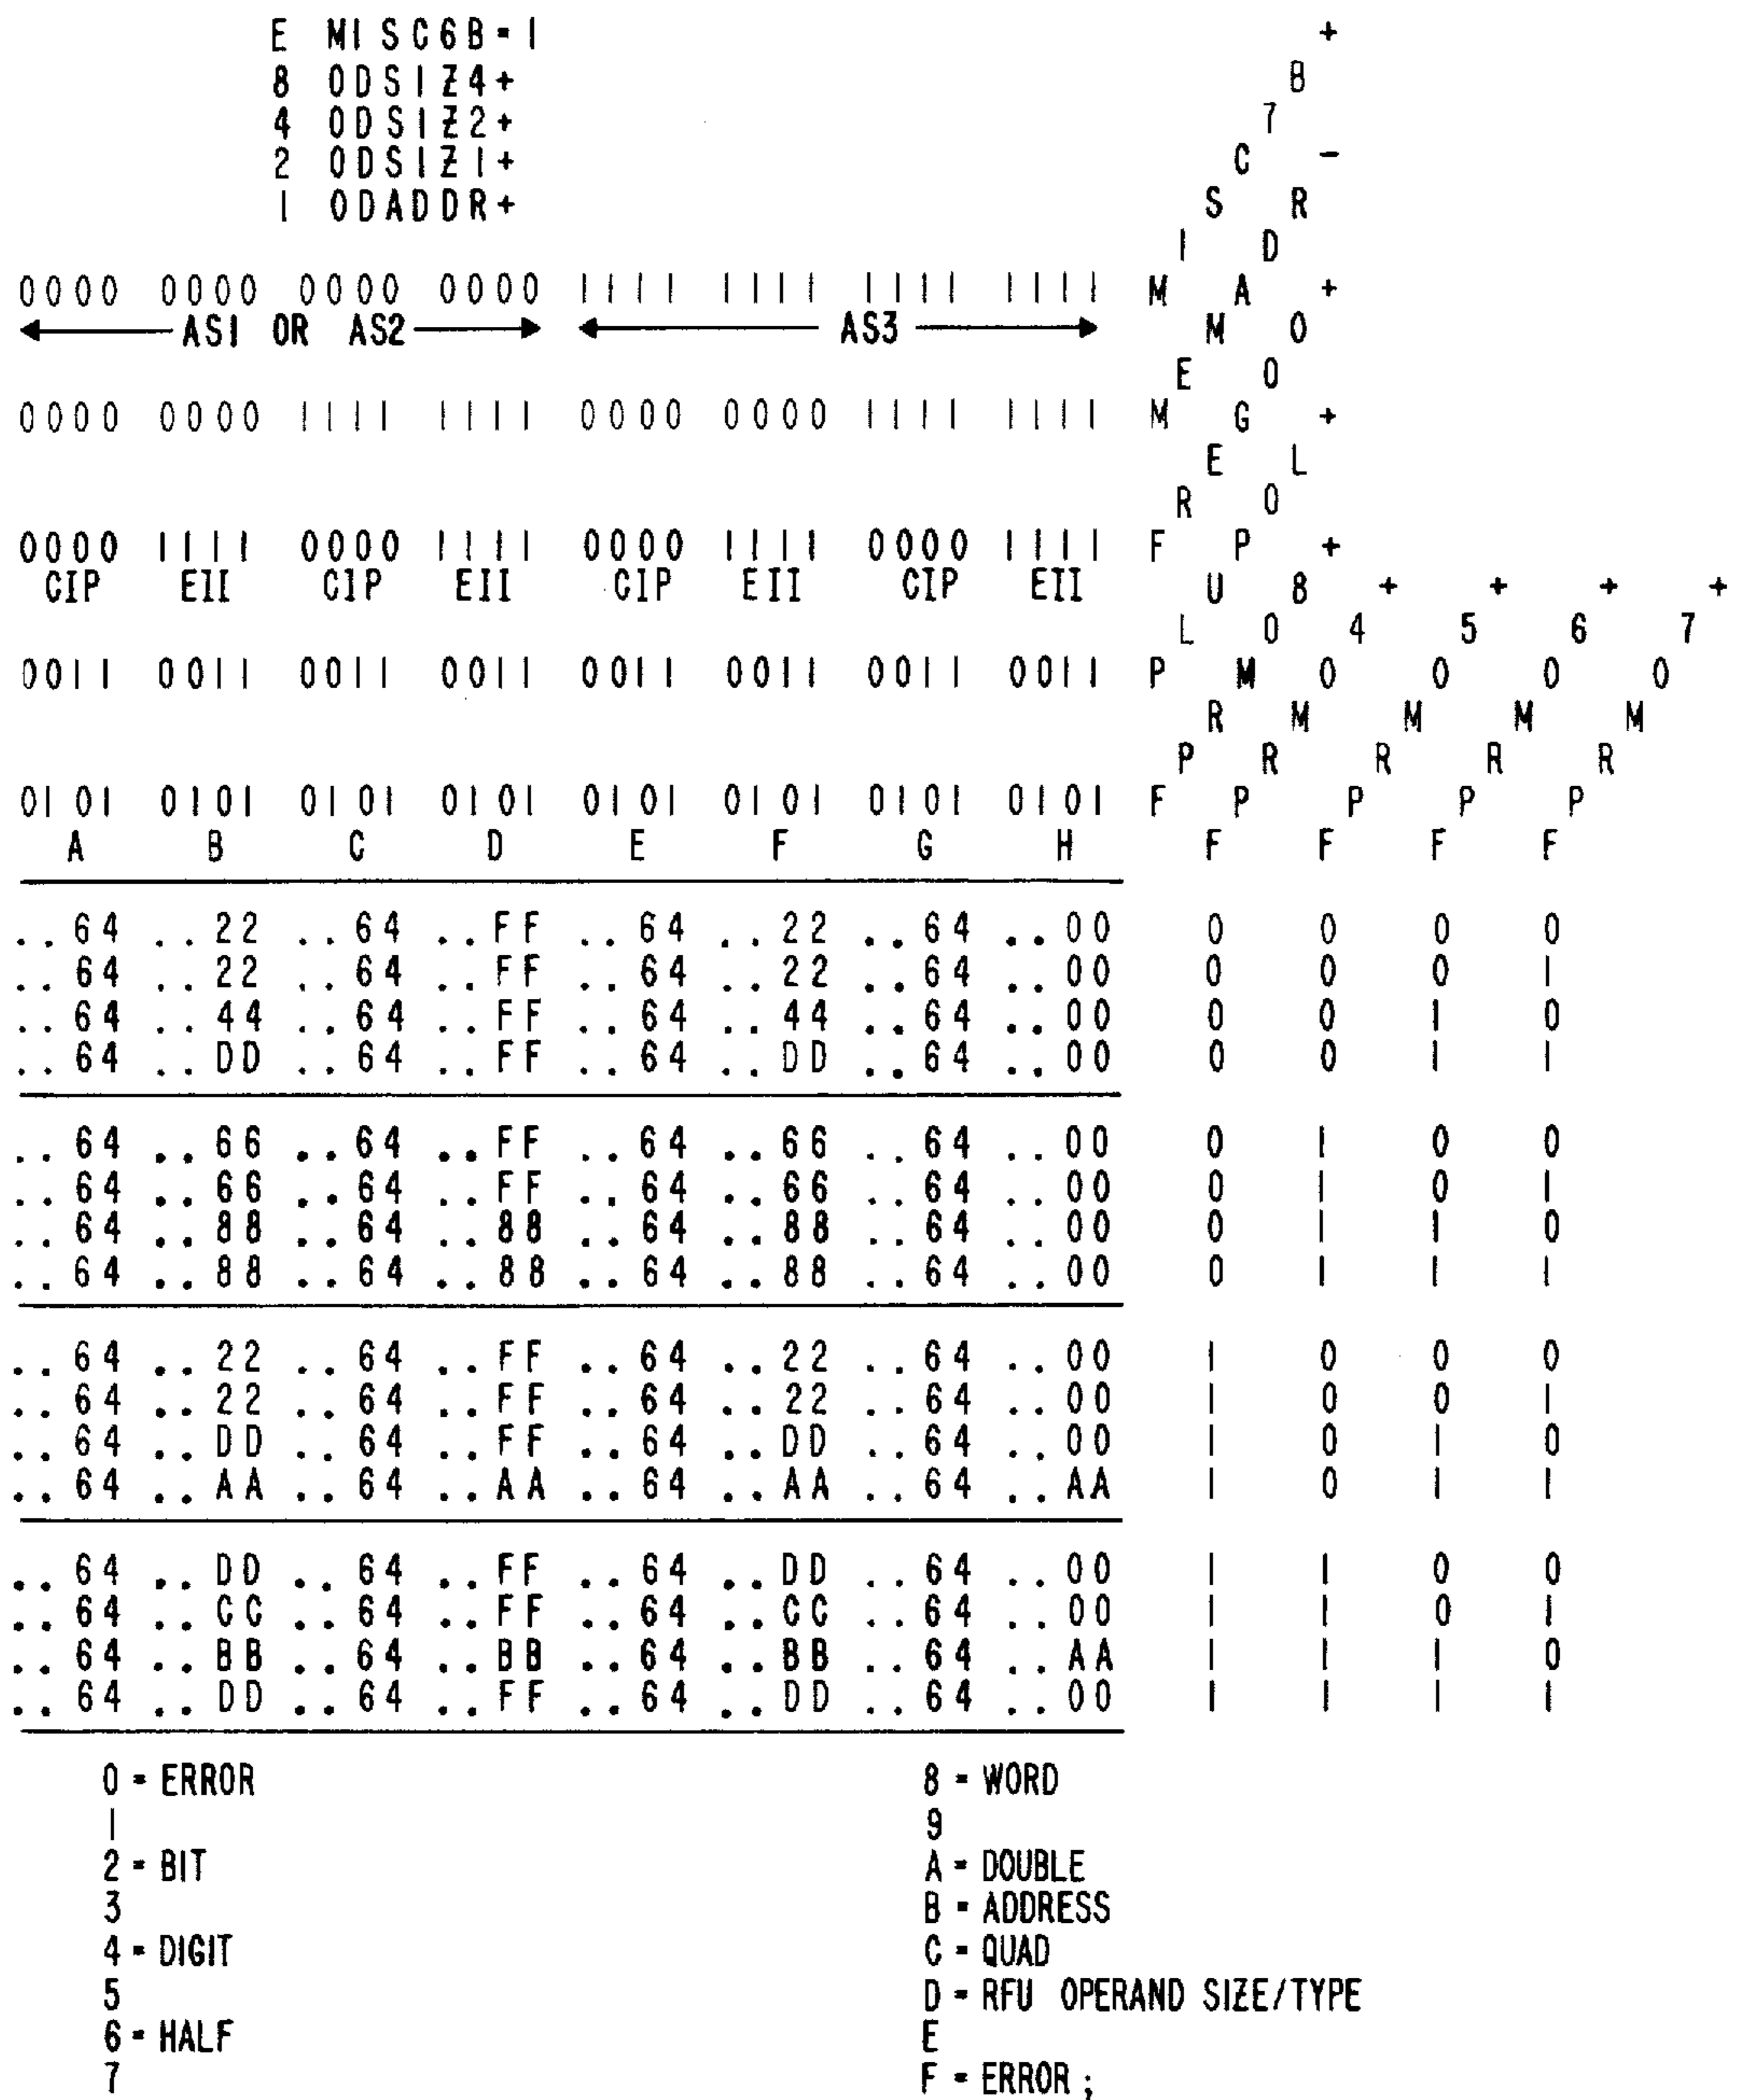 E MISC6B=1
8 ODSIZ4+
4 ODSIZ2+
2 ODSIZ1+
1 ODADDR+
MISC7B+
0000 0000 0000 0000 1111 1111 1111 1111
AS1 OR AS2 AS3
MEMADR-
0000 0000 1111 1111 0000 0000 1111 1111
FREGOO+
0000 1111 0000 1111 0000 1111 0000 1111
CIP EII CIP EII CIP EII CIP EII
PLUPOL+
0011 0011 0011 0011 0011 0011 0011 0011
FPRM08+
0101 0101 0101 0101 0101 0101 0101 0101
FPRM04+ FPRM05+ FPRM06+ FPRM07+
A B C D E F G H
..64 ..22 ..64 ..FF ..64 ..22 ..64 ..00 0 0 0 0
..64 ..22 ..64 ..FF ..64 ..22 ..64 ..00 0 0 0 1
..64 ..44 ..64 ..FF ..64 ..44 ..64 ..00 0 0 1 0
..64 ..DD ..64 ..FF ..64 ..DD ..64 ..00 0 0 1 1
..64 ..66 ..64 ..FF ..64 ..66 ..64 ..00 0 1 0 0
..64 ..66 ..64 ..FF ..64 ..66 ..64 ..00 0 1 0 1
..64 ..88 ..64 ..88 ..64 ..88 ..64 ..00 0 1 1 0
..64 ..88 ..64 ..88 ..64 ..88 ..64 ..00 0 1 1 1
..64 ..22 ..64 ..FF ..64 ..22 ..64 ..00 1 0 0 0
..64 ..22 ..64 ..FF ..64 ..22 ..64 ..00 1 0 0 1
..64 ..DD ..64 ..FF ..64 ..DD ..64 ..00 1 0 1 0
..64 ..AA ..64 ..AA ..64 ..AA ..64 ..AA 1 0 1 1
..64 ..DD ..64 ..FF ..64 ..DD ..64 ..00 1 1 0 0
..64 ..CC ..64 ..FF ..64 ..CC ..64 ..00 1 1 0 1
..64 ..BB ..64 ..BB ..64 ..BB ..64 ..AA 1 1 1 0
..64 ..DD ..64 ..FF ..64 ..DD ..64 ..00 1 1 1 1
0 = ERROR
1
2 = BIT
3
4 = DIGIT
5
6 = HALF
7
8 = WORD
9
A = DOUBLE
B = ADDRESS
C = QUAD
D = RFU OPERAND SIZE/TYPE
E
F = ERROR ;